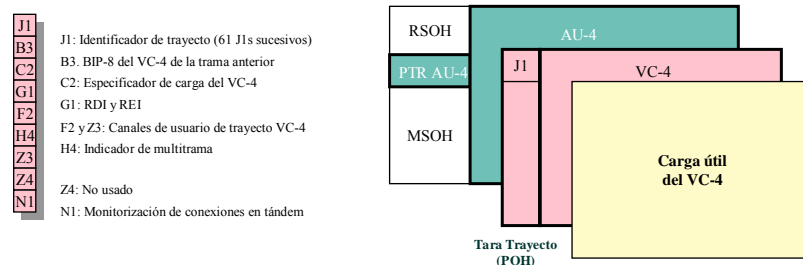 J1
B3
C2
G1
F2
H4
Z3
Z4
N1
J1: Identificador de trayecto (61 J1s sucesivos)
B3. BIP-8 del VC-4 de la trama anterior
C2: Especificador de carga del VC-4
G1: RDI y REI
F2 y Z3: Canales de usuario de trayecto VC-4
H4: Indicador de multitrama
Z4: No usado
N1: Monitorización de conexiones en tándem
RSOH
AU-4
PTR AU-4
J1
VC-4
MSOH
Carga útil
del VC-4
Tara Trayecto
(POH)